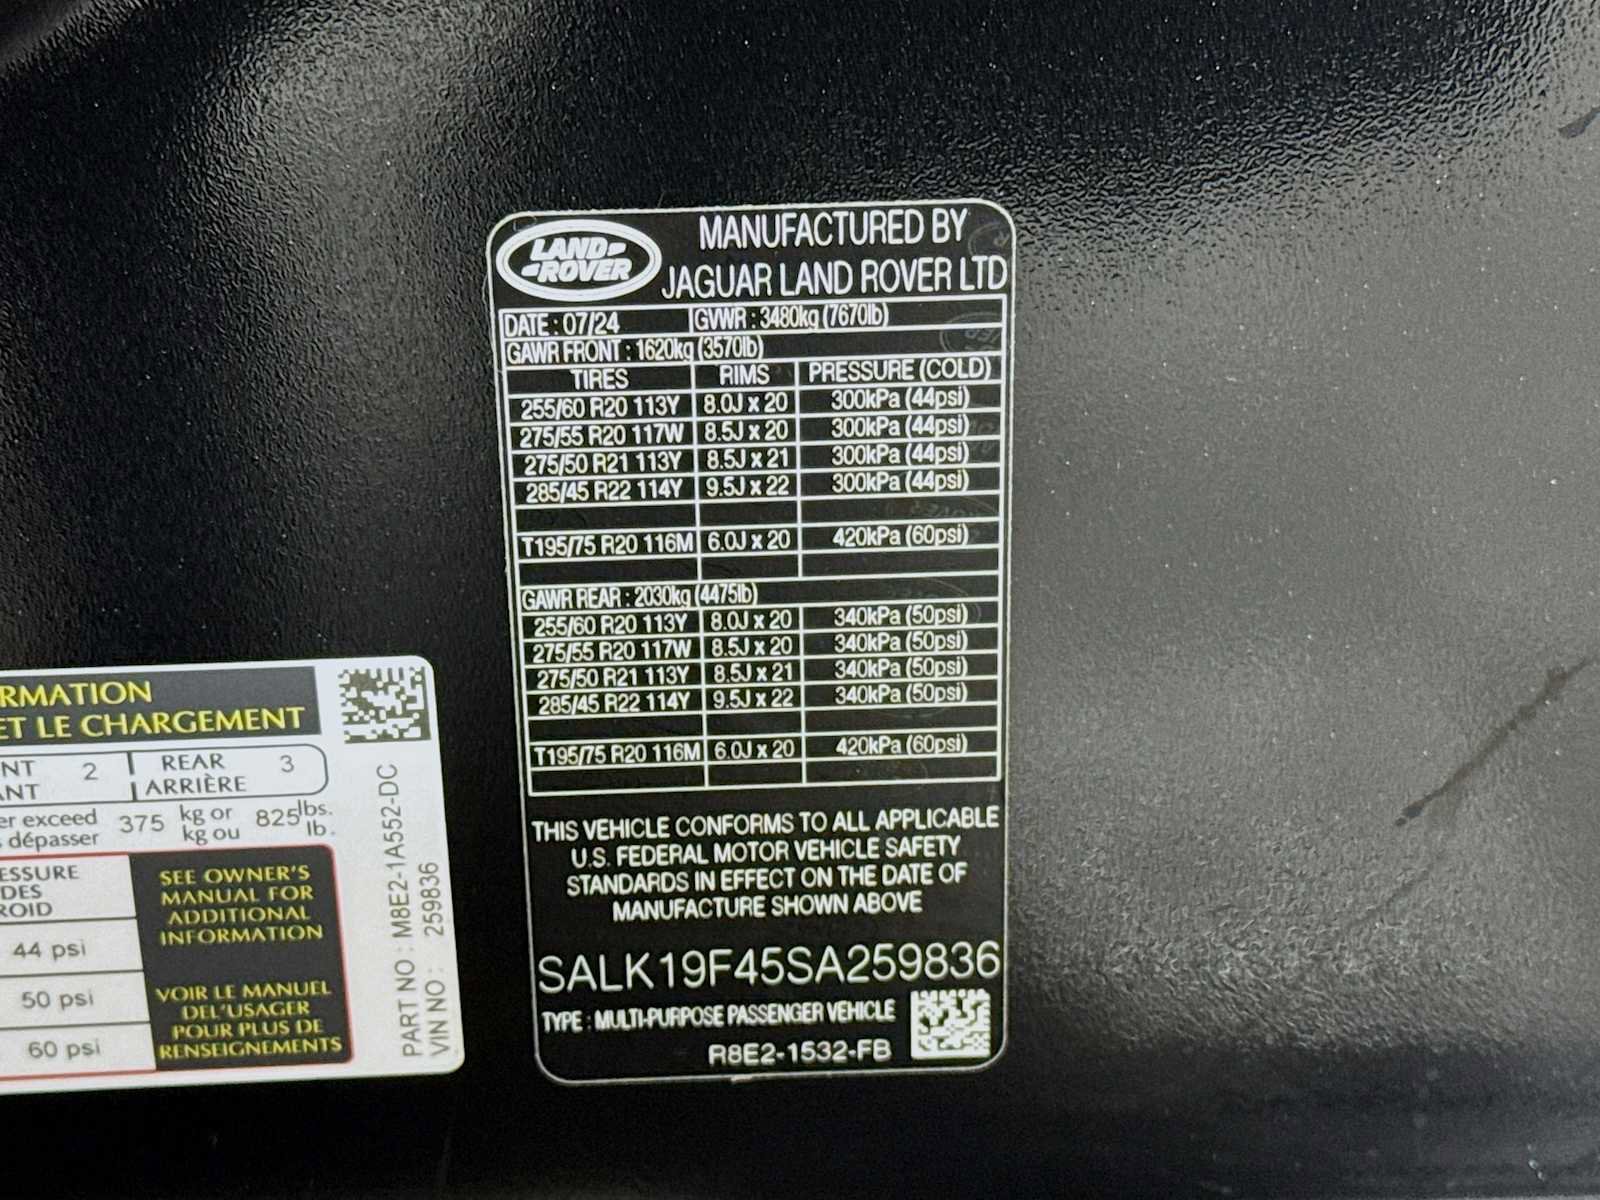 LAND-
-ROVER
MANUFACTURED BY
JAGUAR LAND ROVER LTD
DATE : 07/24 GVWR : 3480kg (7670lb)
GAWR FRONT : 1620kg (3570lb)
TIRES RIMS PRESSURE (COLD)
255/60 R20 113Y 8.0J x 20 300kPa (44psi)
275/55 R20 117W 8.5J x 20 300kPa (44psi)
275/50 R21 113Y 8.5J x 21 300kPa (44psi)
285/45 R22 114Y 9.5J x 22 300kPa (44psi)
T195/75 R20 116M 6.0J x 20 420kPa (60psi)
GAWR REAR : 2030kg (4475lb)
255/60 R20 113Y 8.0J x 20 340kPa (50psi)
275/55 R20 117W 8.5J x 20 340kPa (50psi)
275/50 R21 113Y 8.5J x 21 340kPa (50psi)
285/45 R22 114Y 9.5J x 22 340kPa (50psi)
T195/75 R20 116M 6.0J x 20 420kPa (60psi)
THIS VEHICLE CONFORMS TO ALL APPLICABLE
U.S. FEDERAL MOTOR VEHICLE SAFETY
STANDARDS IN EFFECT ON THE DATE OF
MANUFACTURE SHOWN ABOVE
SALK19F45SA259836
TYPE : MULTI-PURPOSE PASSENGER VEHICLE
R8E2-1532-FB
RMATION
ET LE CHARGEMENT
NT 2 REAR 3
ANT ARRIÈRE
er exceed 375 kg or 825 lbs.
dépasser kg ou lb.
ESSURE
DES
ROID
44 psi
50 psi
60 psi
SEE OWNER'S
MANUAL FOR
ADDITIONAL
INFORMATION
VOIR LE MANUEL
DEL'USAGER
POUR PLUS DE
RENSEIGNEMENTS
PART NO : M8E2-1A552-DC
VIN NO : 259836